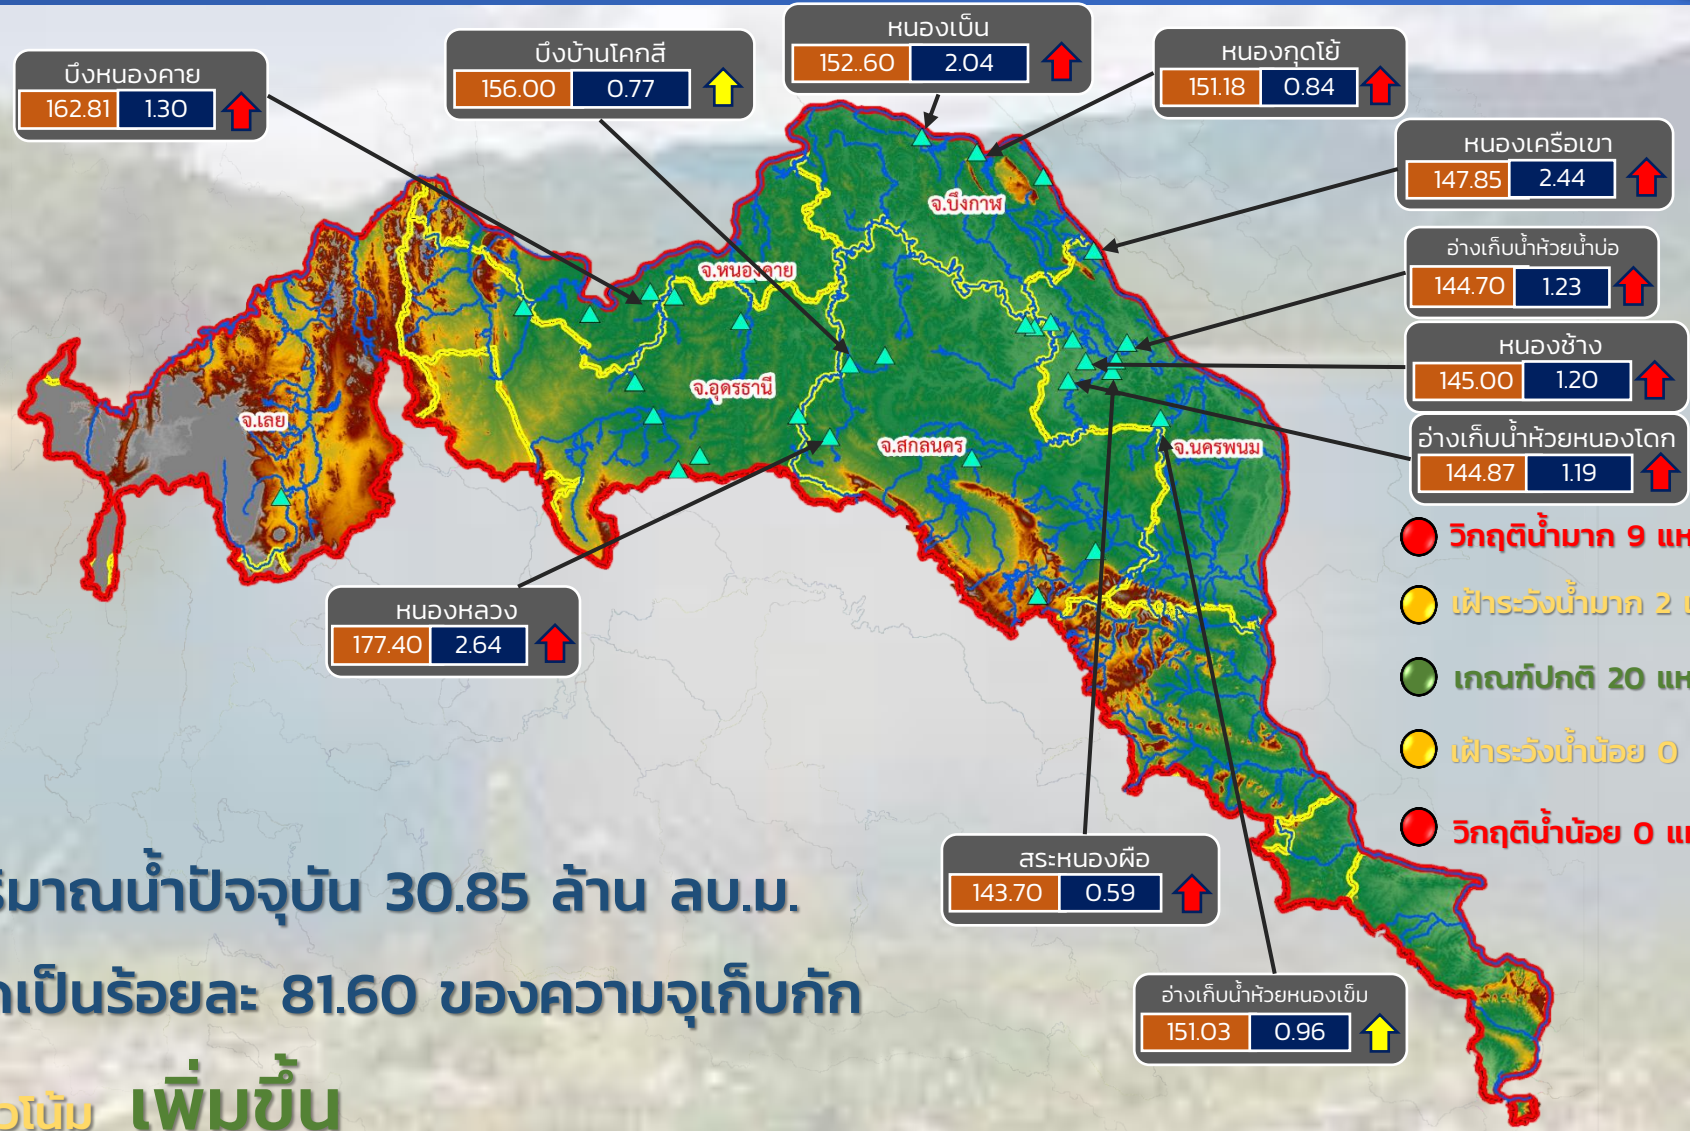 หนองเบ็น
152..60 2.04
บึงบ้านโคกสี
156.00 0.77
หนองกุดโย้
151.18 0.84
บึงหนองคาย
162.81 1.30
หนองเครือเขา
147.85 2.44
จ.บึงกาฬ
อ่างเก็บน้ำห้วยน้ำบ่อ
144.70 1.23
จ.หนองคาย
หนองช้าง
145.00 1.20
จ.อุดรธานี
จ.เลย
จ.สกลนคร
จ.นครพนม
อ่างเก็บน้ำห้วยหนองโดก
144.87 1.19
วิกฤติน้ำมาก 9 แห
เฝ้าระวังน้ำมาก 2 แ
หนองหลวง
177.40 2.64
เกณฑ์ปกติ 20 แห
เฝ้าระวังน้ำน้อย 0
วิกฤติน้ำน้อย 0 แห
สระหนองผือ
143.70 0.59
ริมาณน้ำปัจจุบัน 30.85 ล้าน ลบ.ม.
เป็นร้อยละ 81.60 ของความจุเก็บกัก
อ่างเก็บน้ำห้วยหนองเข็ม
151.03 0.96
วโน้ม เพิ่มขึ้น